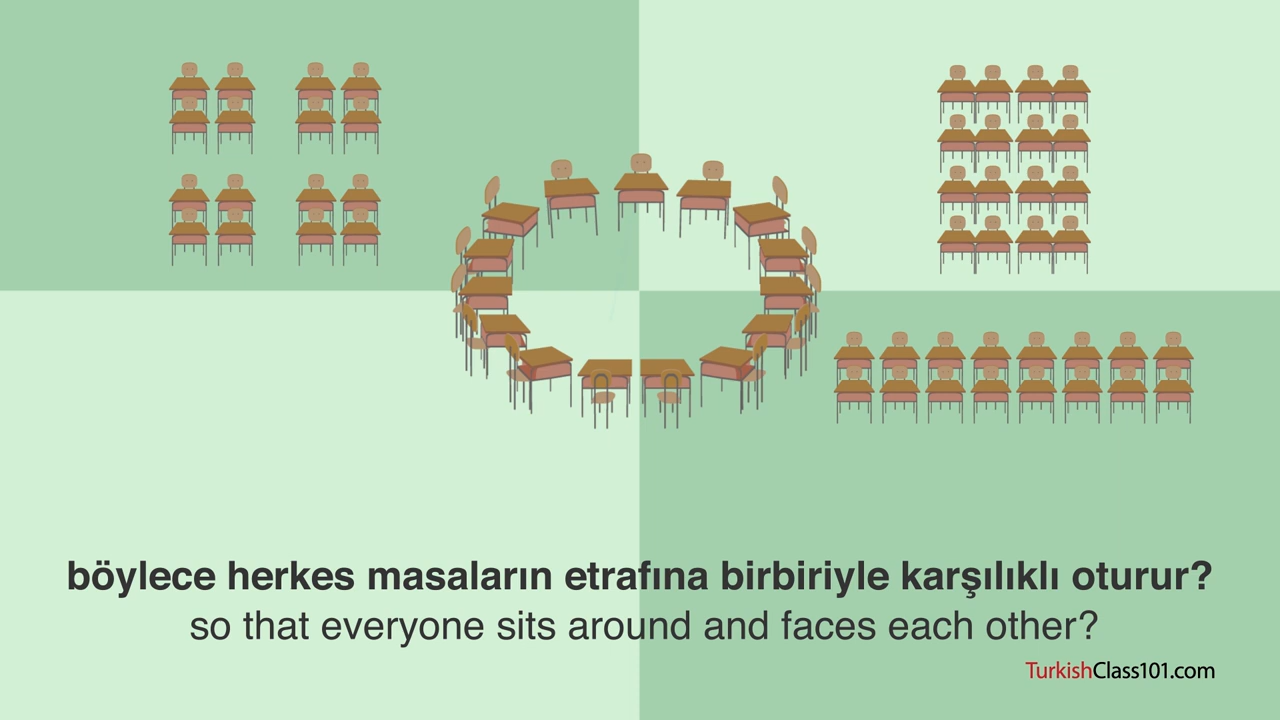 böylece herkes masaların etrafına birbiriyle karşılıklı oturur?
so that everyone sits around and faces each other?
TurkishClass101.com